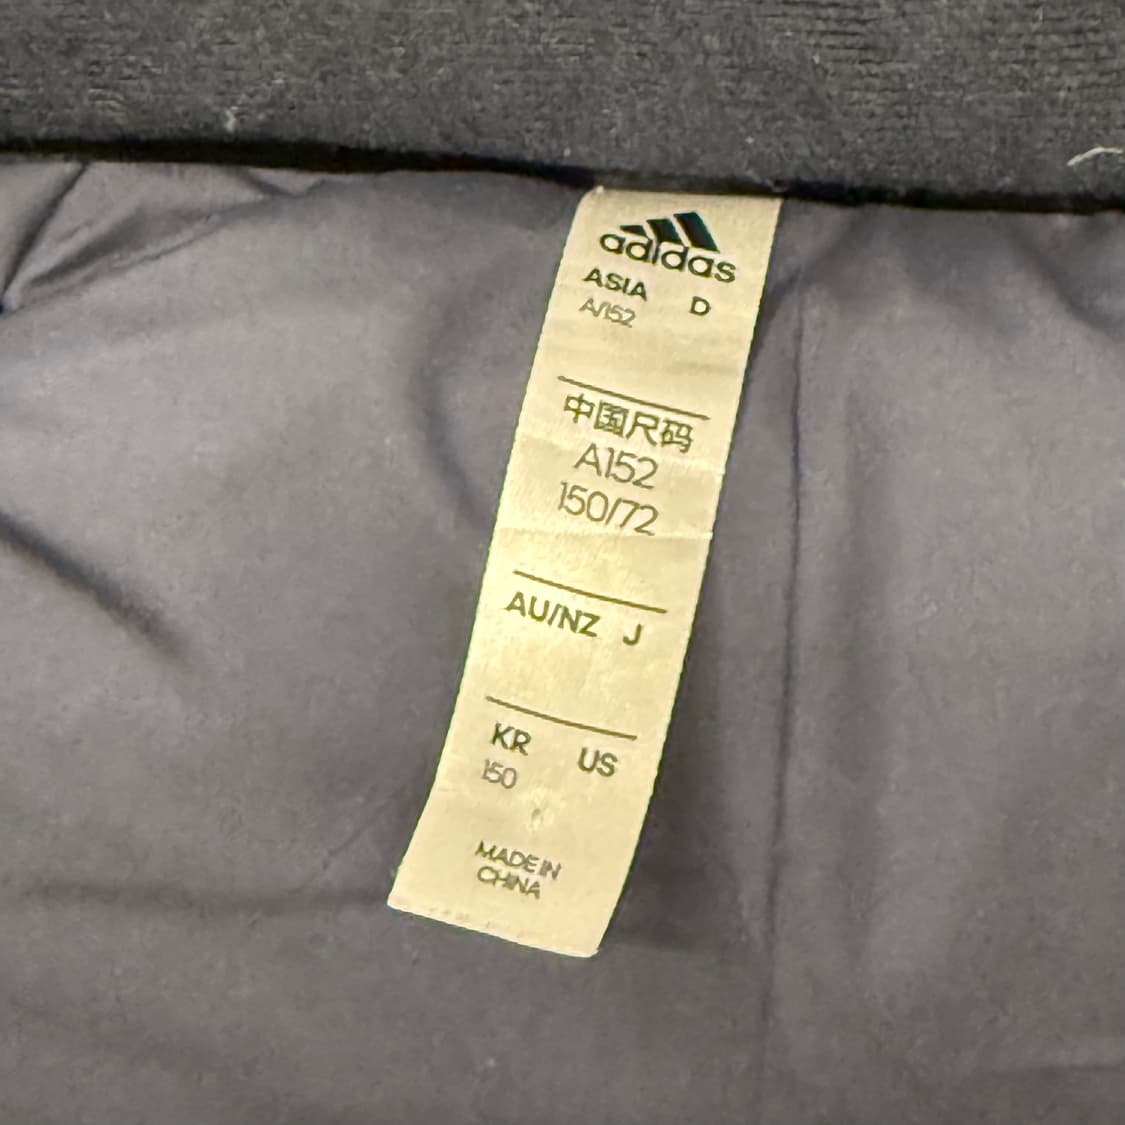 adidas
ASIA D
A/152
中国尺码
A152
150/72
AU/NZ J
KR US
150
MADE IN
CHINA